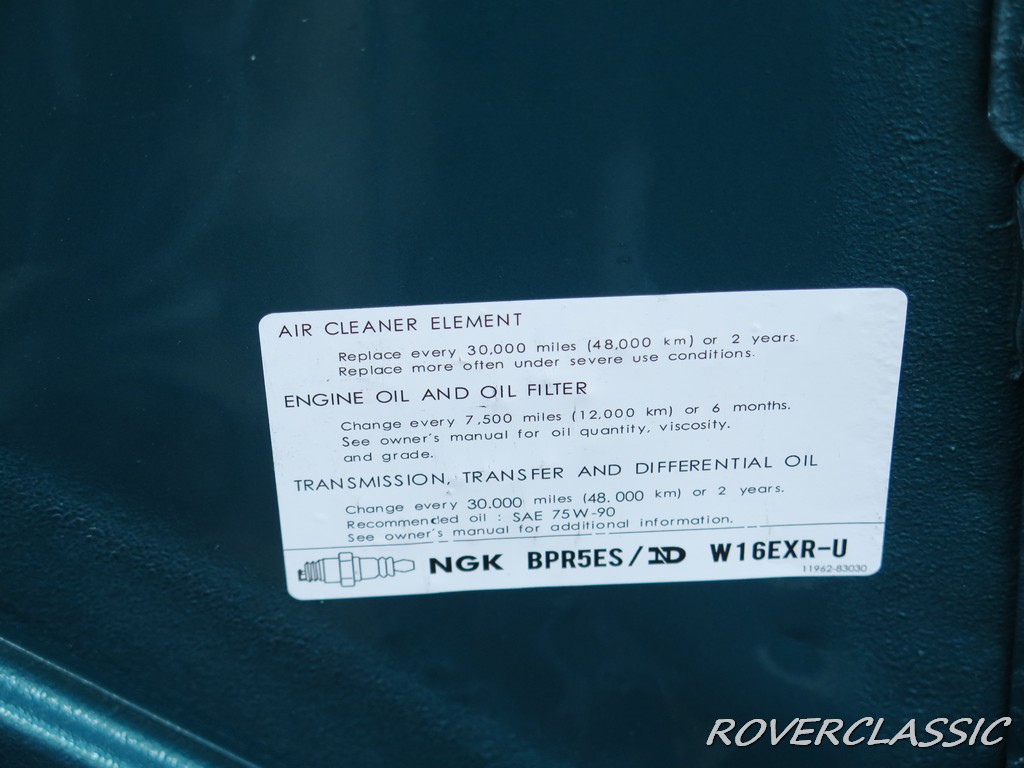 AIR CLEANER ELEMENT
Replace every 30,000 miles (48,000 km) or 2 years.
Replace more often under severe use conditions.
ENGINE OIL AND OIL FILTER
Change every 7,500 miles (12,000 km) or 6 months.
See owner's manual for oil quantity, viscosity.
and grade.
TRANSMISSION, TRANSFER AND DIFFERENTIAL OIL
Change every 30.000 miles (48.000 km) or 2 years.
Recommended oil : SAE 75W-90
See owner's manual for additional information.
NGK BPR5ES/ND W16EXR-U
11962-83030
ROVERCLASSIC